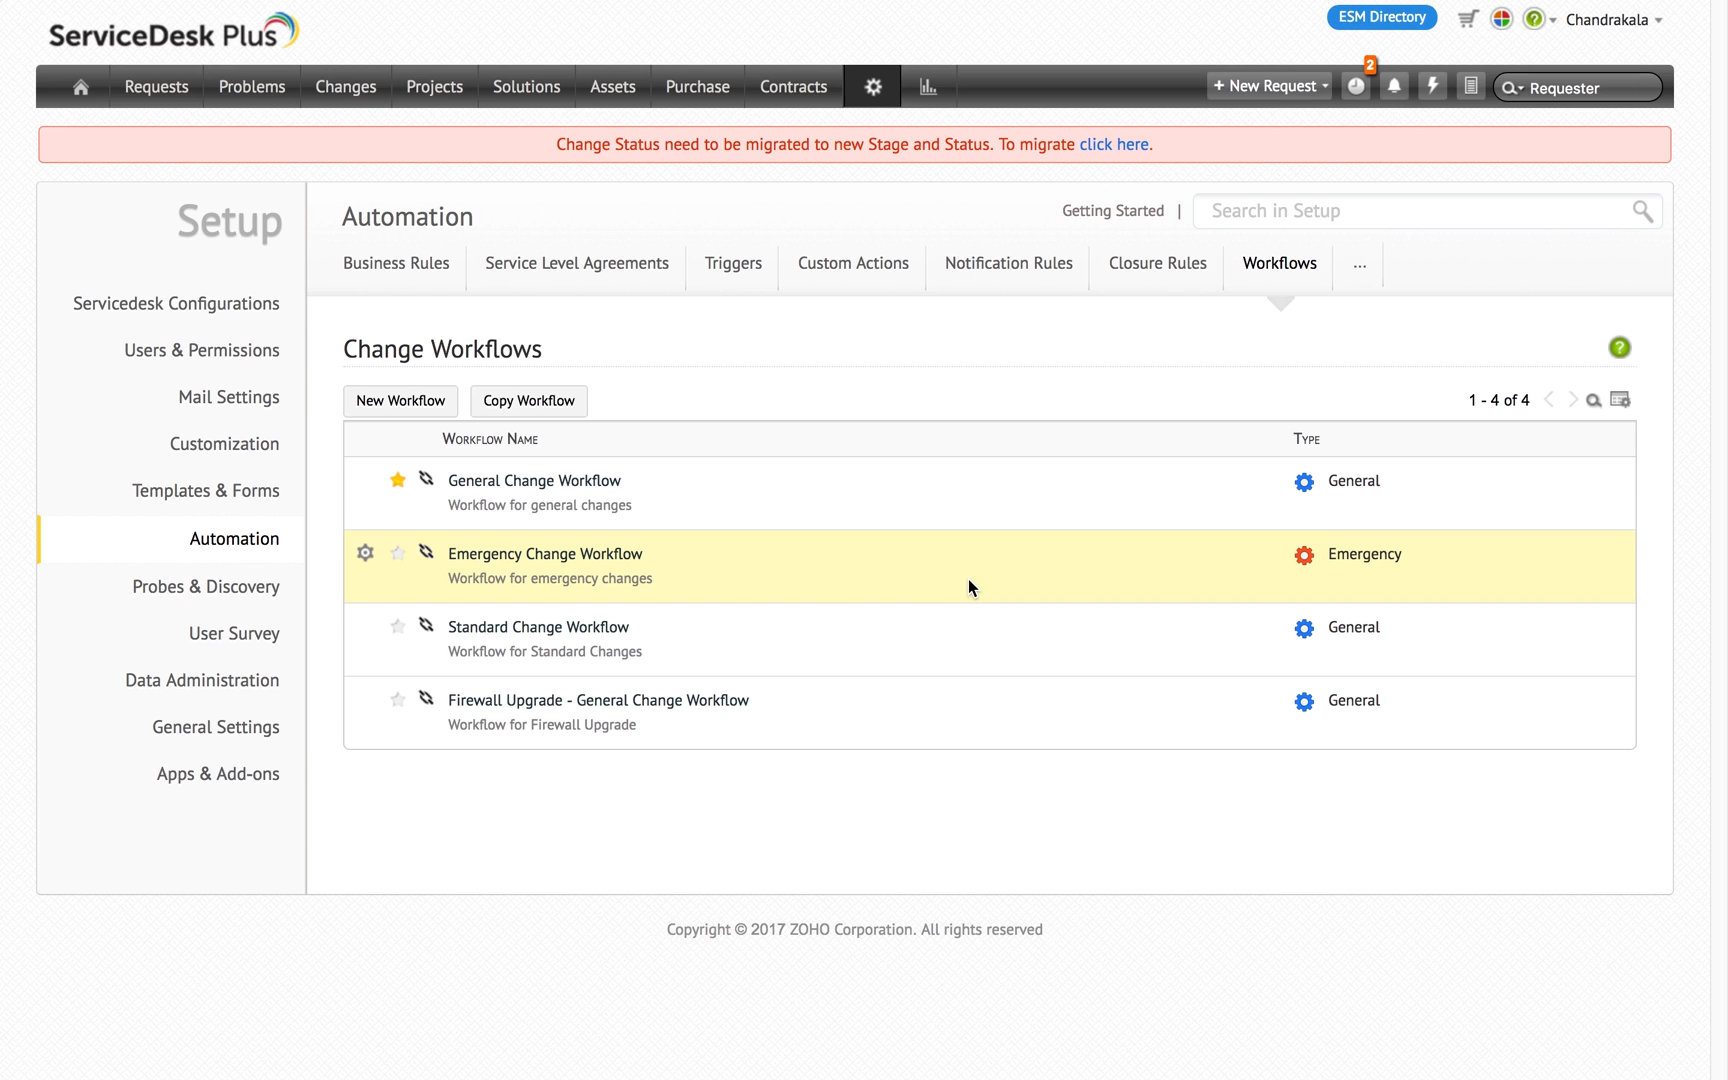 ServiceDesk Plus
ESM Directory
Chandrakala
Requests Problems Changes Projects Solutions Assets Purchase Contracts
+ New Request
2
Requester
Change Status need to be migrated to new Stage and Status. To migrate click here.
Setup
Servicedesk Configurations
Users & Permissions
Mail Settings
Customization
Templates & Forms
Automation
Probes & Discovery
User Survey
Data Administration
General Settings
Apps & Add-ons
Automation
Getting Started |
Search in Setup
Business Rules Service Level Agreements Triggers Custom Actions Notification Rules Closure Rules Workflows ...
Change Workflows
?
New Workflow Copy Workflow
1 - 4 of 4
Workflow Name Type
General Change Workflow General
Workflow for general changes
Emergency Change Workflow Emergency
Workflow for emergency changes
Standard Change Workflow General
Workflow for Standard Changes
Firewall Upgrade - General Change Workflow General
Workflow for Firewall Upgrade
Copyright © 2017 ZOHO Corporation. All rights reserved